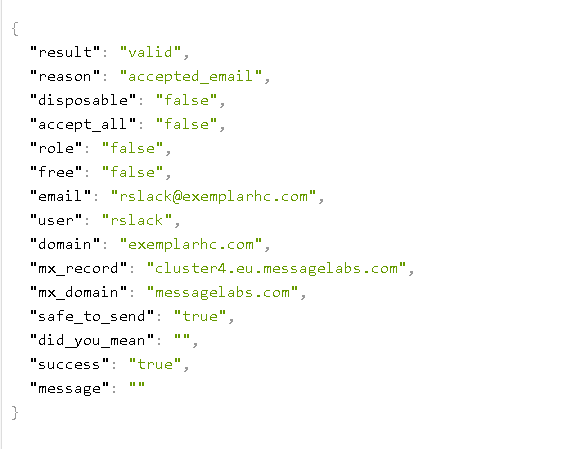 {
"result": "valid",
"reason": "accepted_email",
"disposable": "false",
"accept_all": "false",
"role": "false",
"free": "false",
"email": "rslack@exemplarhc.com",
"user": "rslack",
"domain": "exemplarhc.com",
"mx_record": "cluster4.eu.messagelabs.com",
"mx_domain": "messagelabs.com",
"safe_to_send": "true",
"did_you_mean": "",
"success": "true",
"message": ""
}